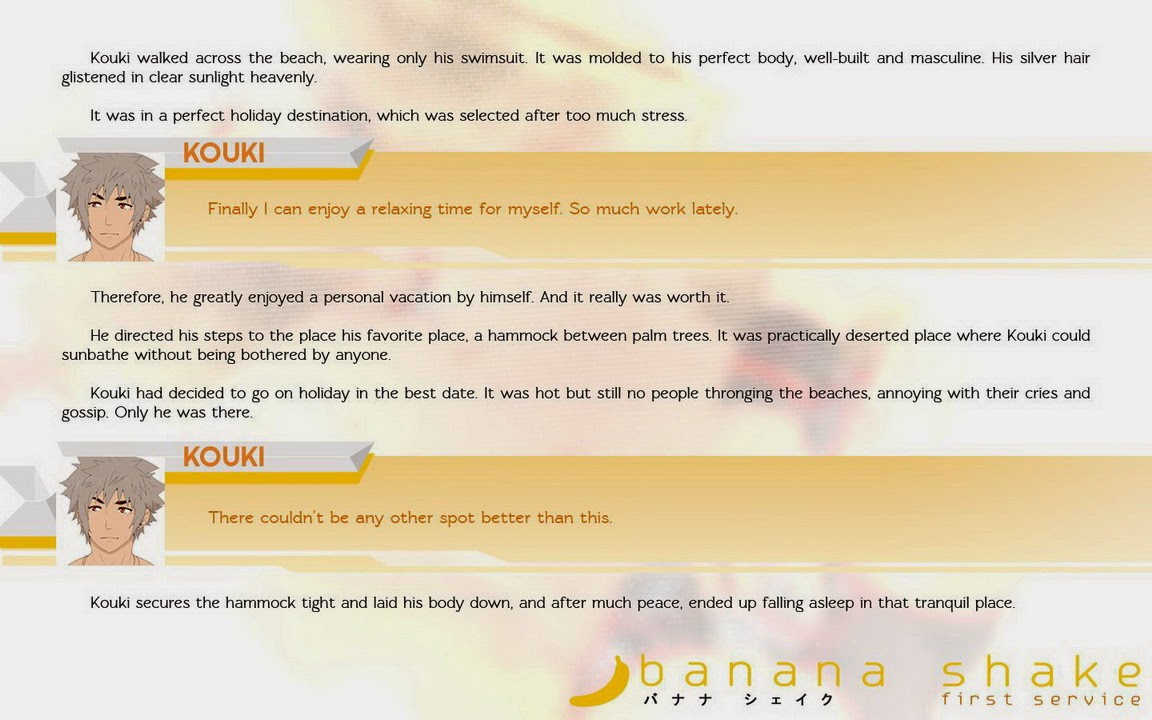 Kouki walked across the beach, wearing only his swimsuit. It was molded to his perfect body, well-built and masculine. His silver hair
glistened in clear sunlight heavenly.
It was in a perfect holiday destination, which was selected after too much stress.
KOUKI
Finally I can enjoy a relaxing time for myself. So much work lately.
Therefore, he greatly enjoyed a personal vacation by himself. And it really was worth it.
He directed his steps to the place his favorite place, a hammock between palm trees. It was practically deserted place where Kouki could
sunbathe without being bothered by anyone.
Kouki had decided to go on holiday in the best date. It was hot but still no people thronging the beaches, annoying with their cries and
gossip. Only he was there.
KOUKI
There couldn't be any other spot better than this.
Kouki secures the hammock tight and laid his body down, and after much peace, ended up falling asleep in that tranquil place.
banana shake
バナナ シェイク first service